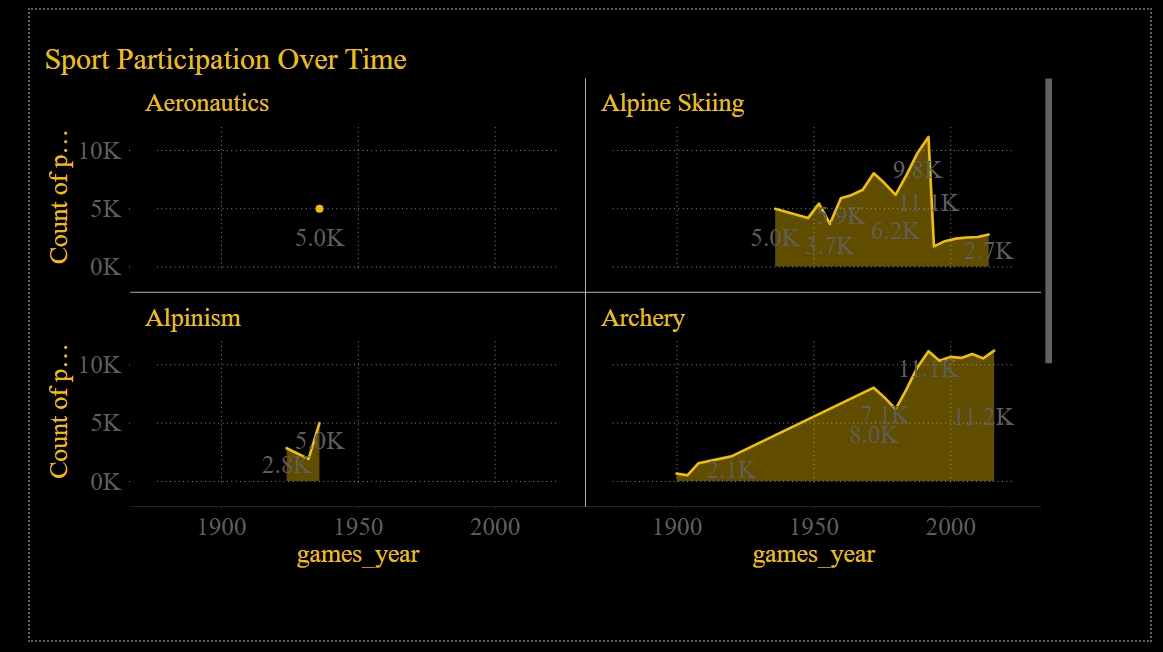 Sport Participation Over Time
Aeronautics
Alpine Skiing
Count of p…
10K
5K
0K
5.0K
9.8K
11.1K
5.9K
6.2K
5.0K
3.7K
2.7K
Alpinism
Archery
Count of p…
10K
5K
0K
5.0K
2.8K
11.1K
7.1K
11.2K
8.0K
2.1K
1900 1950 2000
1900 1950 2000
games_year
games_year